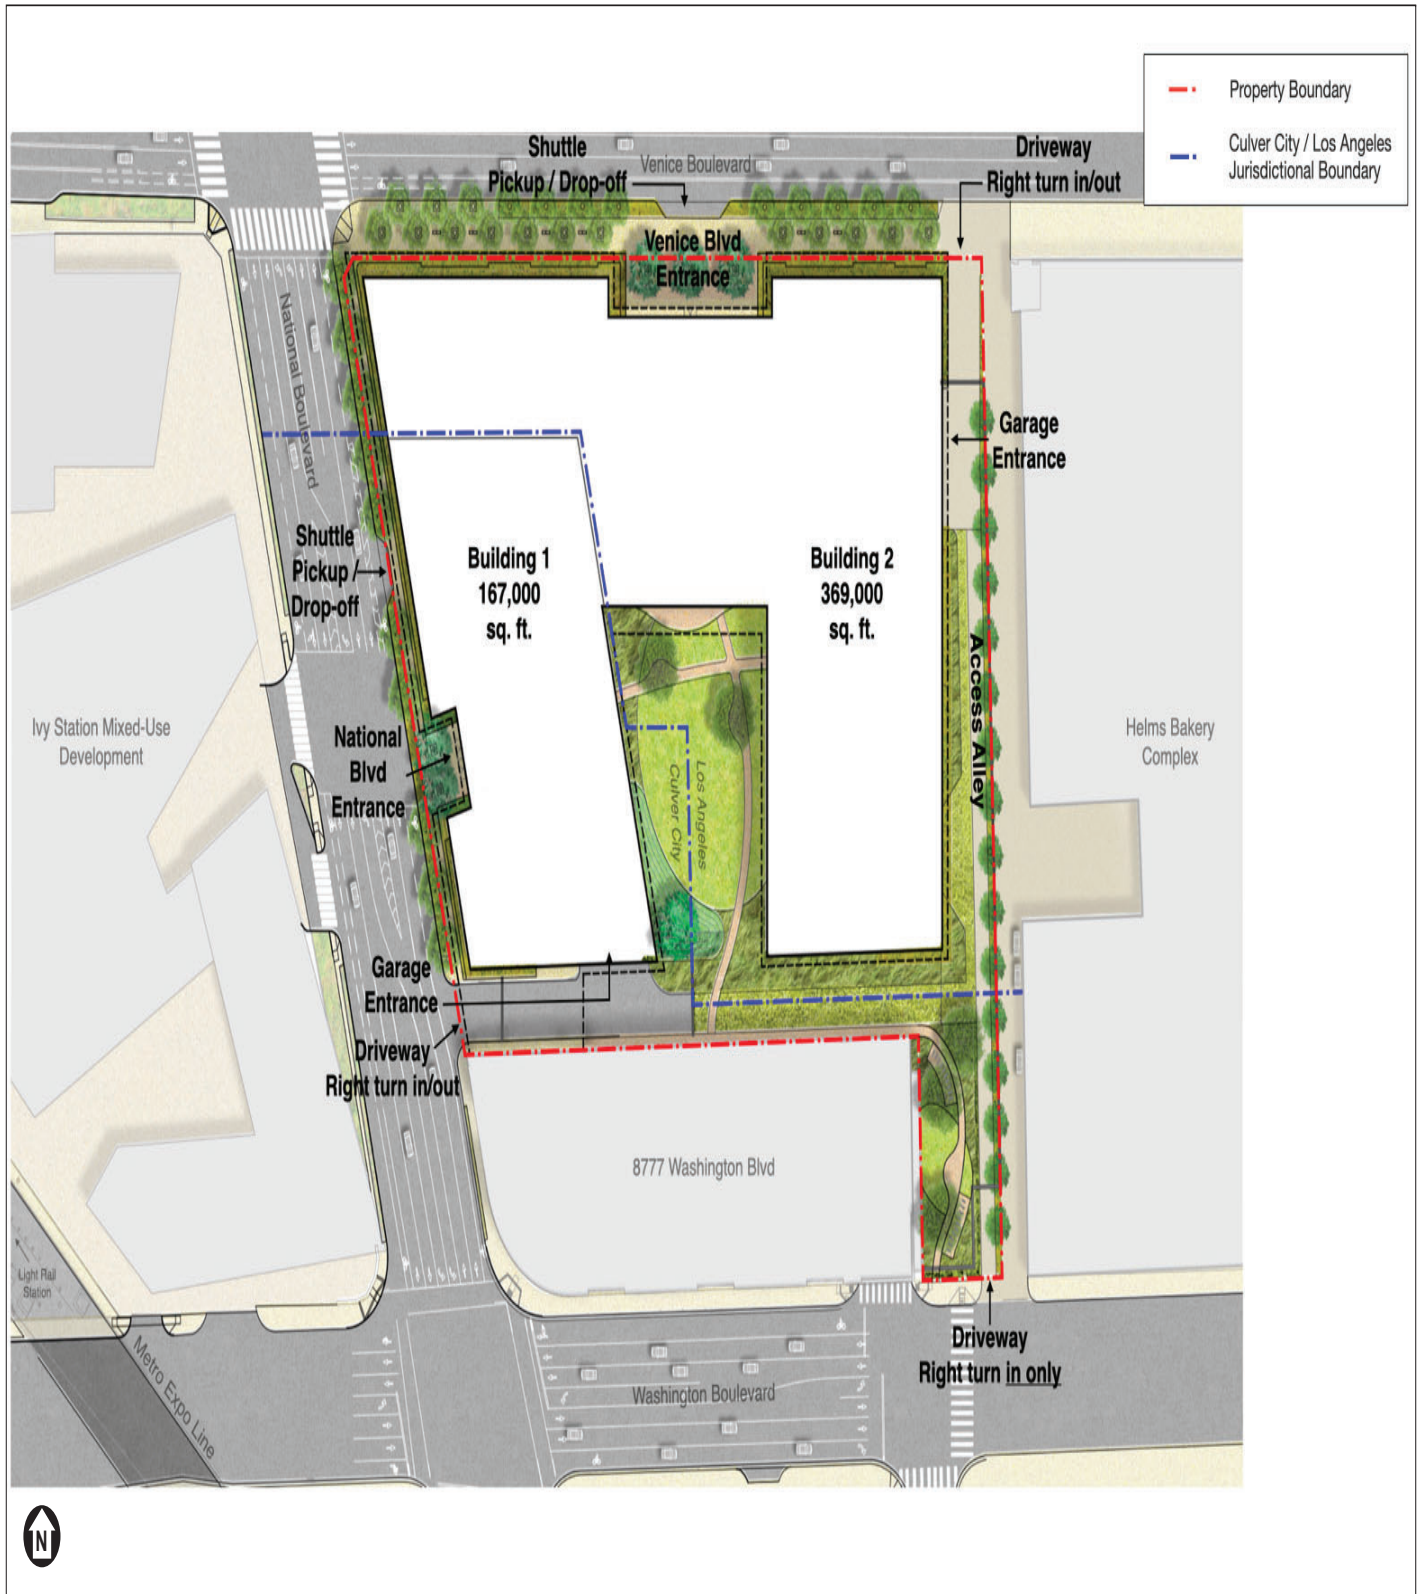 Property Boundary
Culver City / Los Angeles
Jurisdictional Boundary
Shuttle
Pickup / Drop-off
Venice Boulevard
Driveway
Right turn in/out
Venice Blvd
Entrance
National Boulevard
Garage
Entrance
Shuttle
Pickup /
Drop-off
Building 1
167,000
sq. ft.
Building 2
369,000
sq. ft.
Access Alley
Ivy Station Mixed-Use
Development
National
Blvd
Entrance
Los Angeles
Culver City
Helms Bakery
Complex
Garage
Entrance
Driveway
Right turn in/out
8777 Washington Blvd
Light Rail
Station
Metro Expo Line
Washington Boulevard
Driveway
Right turn in only
N